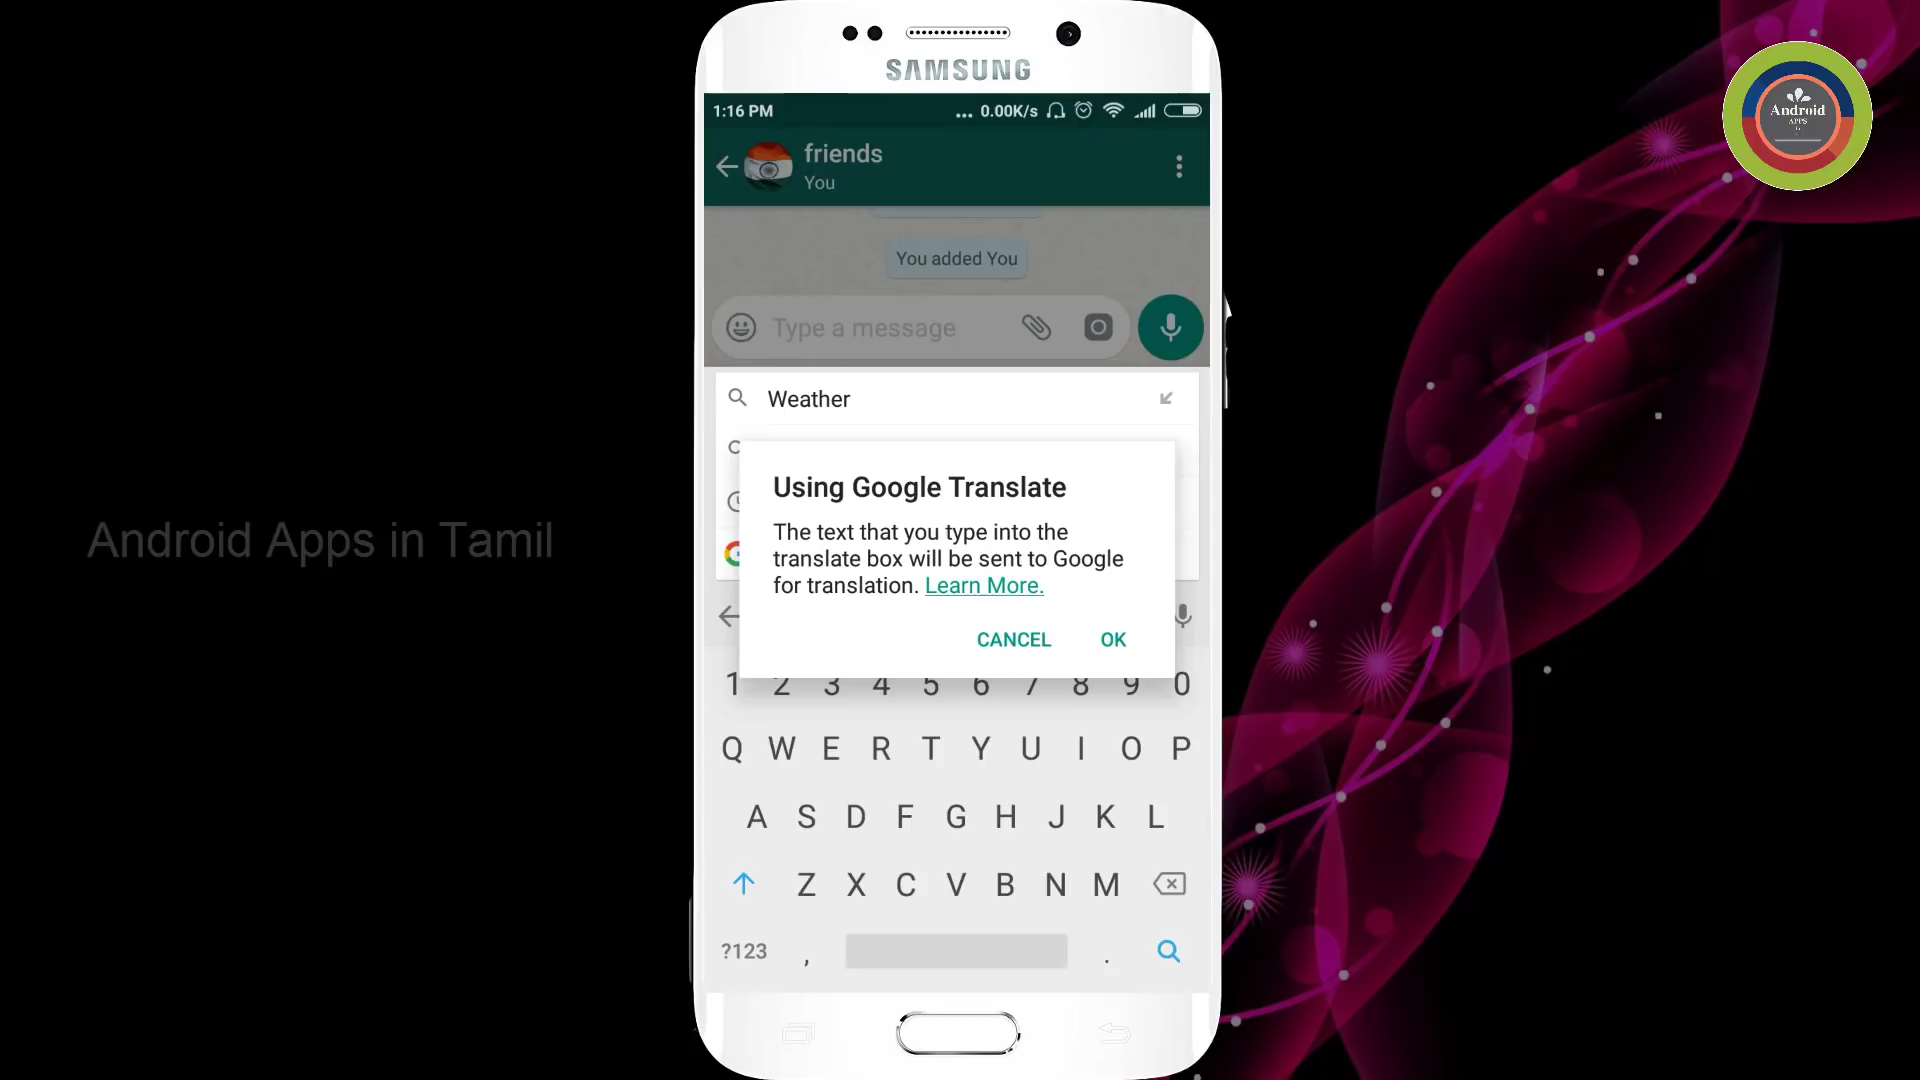 SAMSUNG
1:16 PM
... 0.00K/s
friends
You
You added You
Type a message
Weather
Using Google Translate
The text that you type into the
translate box will be sent to Google
for translation. Learn More.
CANCEL OK
1 2 3 4 5 6 7 8 9 0
Q W E R T Y U I O P
A S D F G H J K L
Z X C V B N M
?123 , .
Android Apps in Tamil
Android
APPS